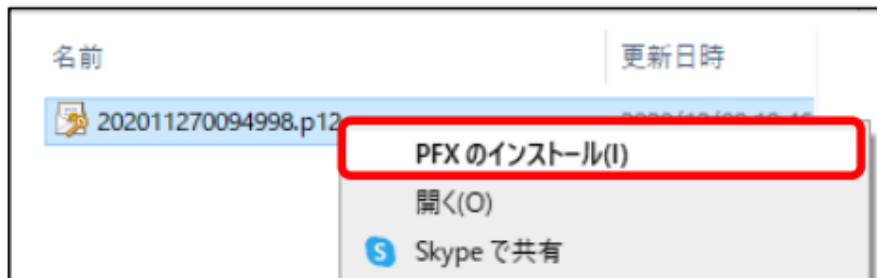 名前 更新日時
202011270094998.p12
PFX のインストール(I)
開く(O)
Skype で共有